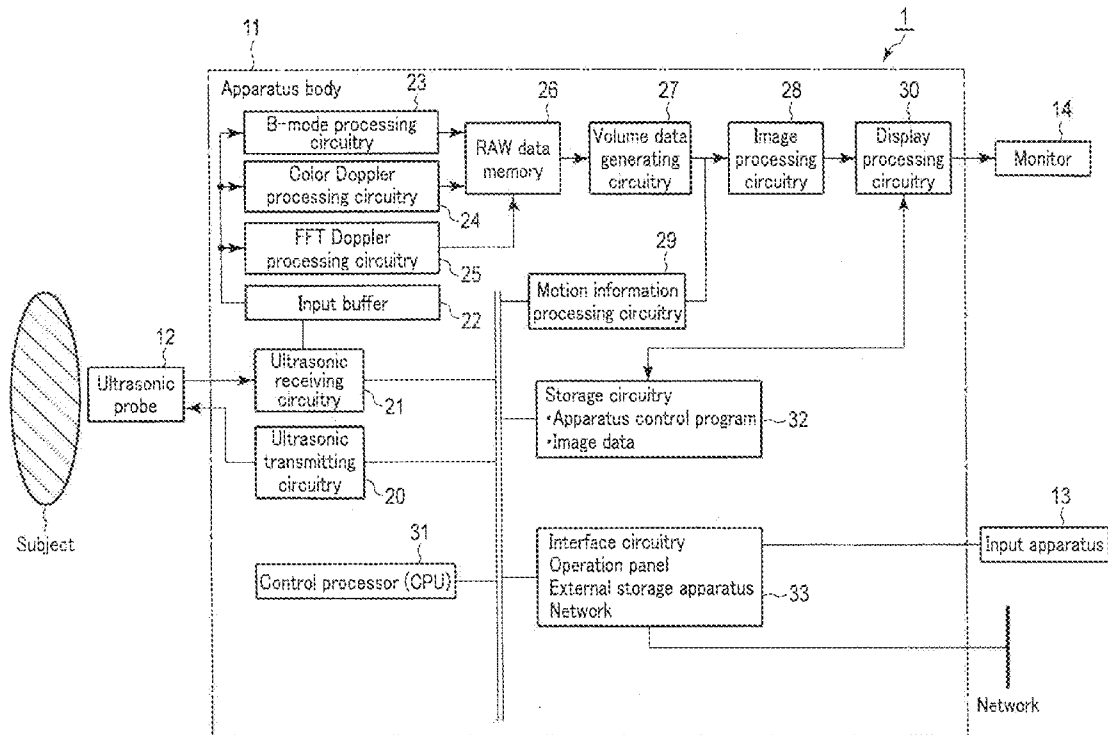 1
11
Apparatus body
23
B-mode processing
circuitry
Color Doppler
processing circuitry
24
FFT Doppler
processing circuitry
25
Input buffer
22
26
RAW data
memory
27
Volume data
generating
circuitry
28
Image
processing
circuitry
30
Display
processing
circuitry
14
Monitor
29
Motion information
processing circuitry
12
Ultrasonic
probe
Subject
Ultrasonic
receiving
circuitry
21
Ultrasonic
transmitting
circuitry
20
Storage circuitry
・Apparatus control program
・Image data
32
31
Control processor (CPU)
Interface circuitry
Operation panel
External storage apparatus
Network
33
13
Input apparatus
Network